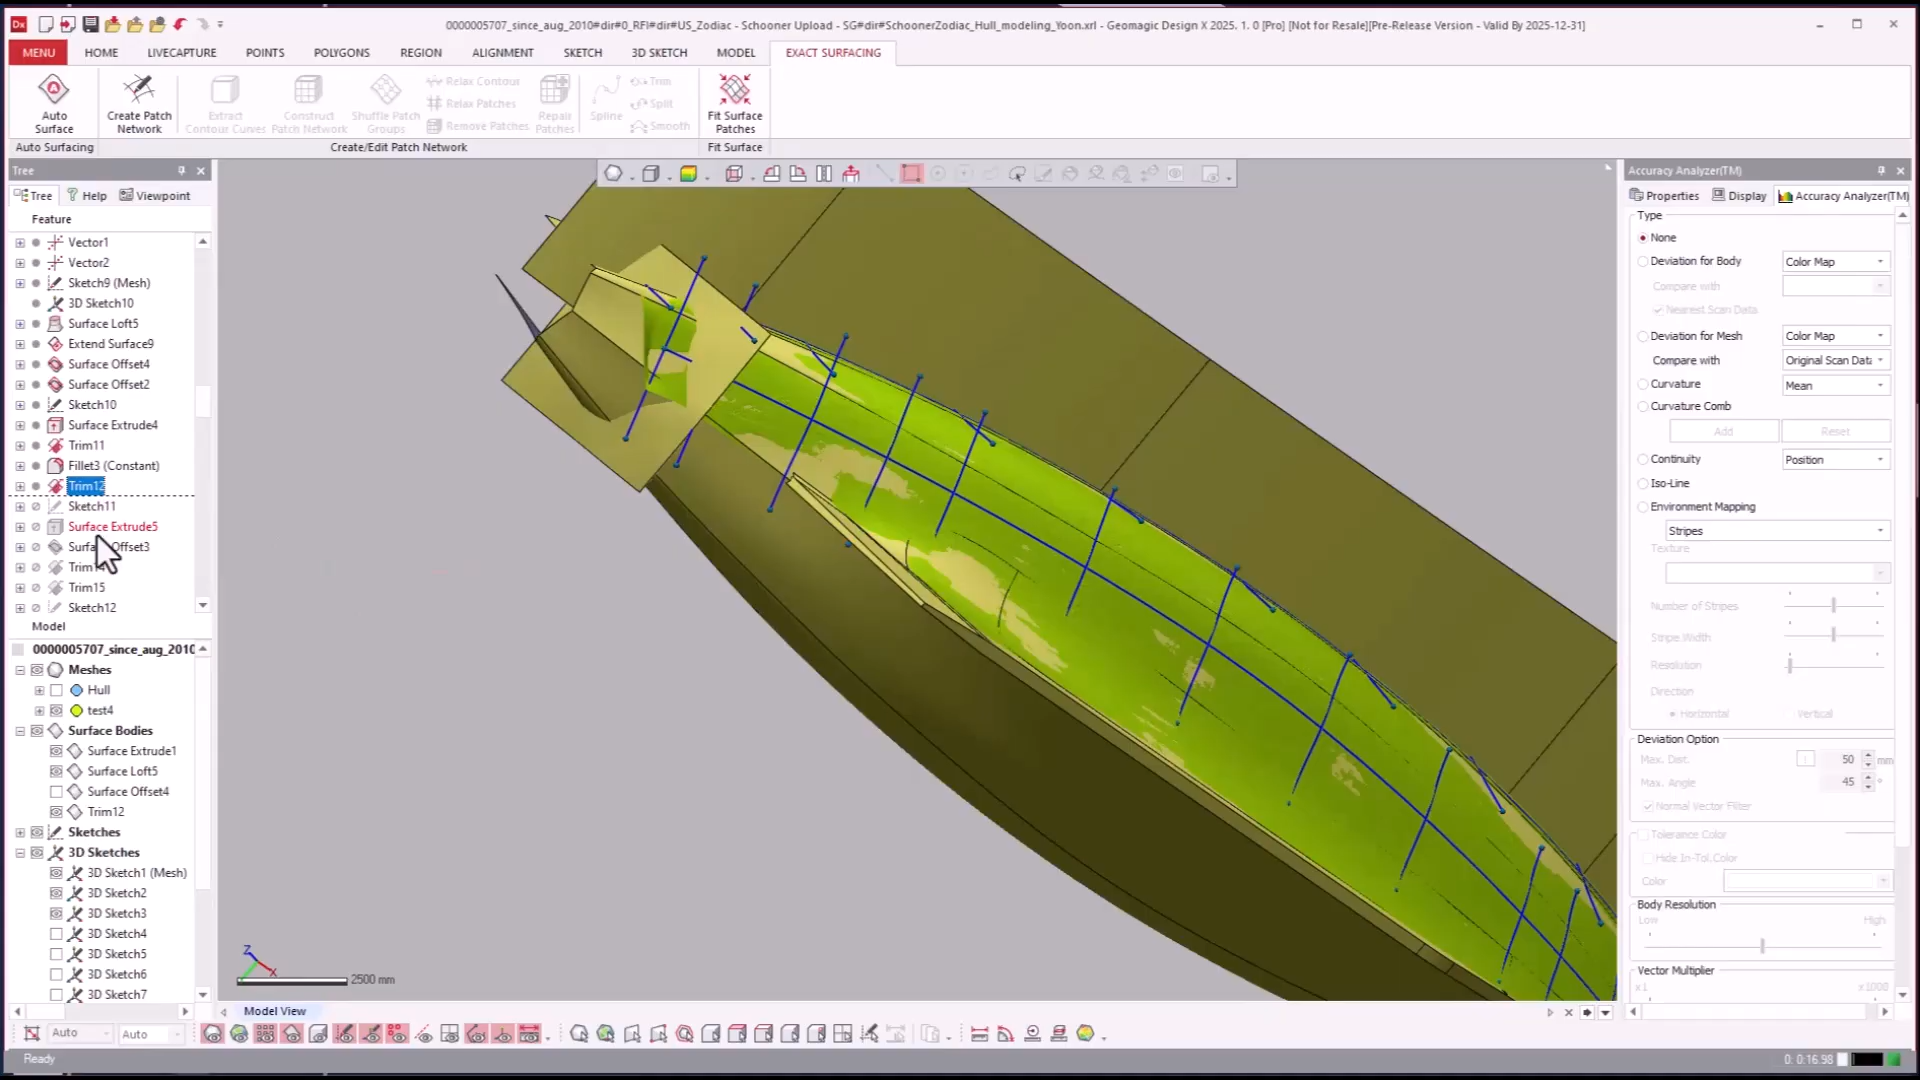 0000005707_since_aug_2010#dir#0_RFI#dir#US_Zodiac - Schooner Upload - SG#dir#SchoonerZodiac_Hull_modeling_Yoon.xrl - Geomagic Design X 2025. 1. 0 [Pro] [Not for Resale][Pre-Release Version - Valid By 2025-12-31]
MENU HOME LIVECAPTURE POINTS POLYGONS REGION ALIGNMENT SKETCH 3D SKETCH MODEL EXACT SURFACING
Auto Surface
Create Patch Network
Extract Contour Curves
Construct Patch Network
Shuffle Patch Groups
Relax Contour
Relax Patches
Remove Patches
Repair Patches
Spline
Trim
Split
Smooth
Fit Surface Patches
Auto Surfacing Create/Edit Patch Network Fit Surface
Tree
Tree Help Viewpoint
Feature
Vector1
Vector2
Sketch9 (Mesh)
3D Sketch10
Surface Loft5
Extend Surface9
Surface Offset4
Surface Offset2
Sketch10
Surface Extrude4
Trim11
Fillet3 (Constant)
Trim12
Sketch11
Surface Extrude5
Surfa Offset3
Trim
Trim15
Sketch12
Model
0000005707_since_aug_2010
Meshes
Hull
test4
Surface Bodies
Surface Extrude1
Surface Loft5
Surface Offset4
Trim12
Sketches
3D Sketches
3D Sketch1 (Mesh)
3D Sketch2
3D Sketch3
3D Sketch4
3D Sketch5
3D Sketch6
3D Sketch7
Z
X
2500 mm
Model View
Auto Auto
Ready
0: 0:16.98
Accuracy Analyzer(TM)
Properties Display Accuracy Analyzer(TM)
Type
None
Deviation for Body Color Map
Compare with
Nearest Scan Data
Deviation for Mesh Color Map
Compare with Original Scan Data
Curvature Mean
Curvature Comb
Add Reset
Continuity Position
Iso-Line
Environment Mapping
Stripes
Texture
Number of Stripes
Stripe Width
Resolution
Direction
Horizontal Vertical
Deviation Option
Max. Dist. 50 mm
Max. Angle 45 °
Normal Vector Filter
Tolerance Color
Hide In-Tol.Color
Color
Body Resolution
Low High
Vector Multiplier
x1 x1000